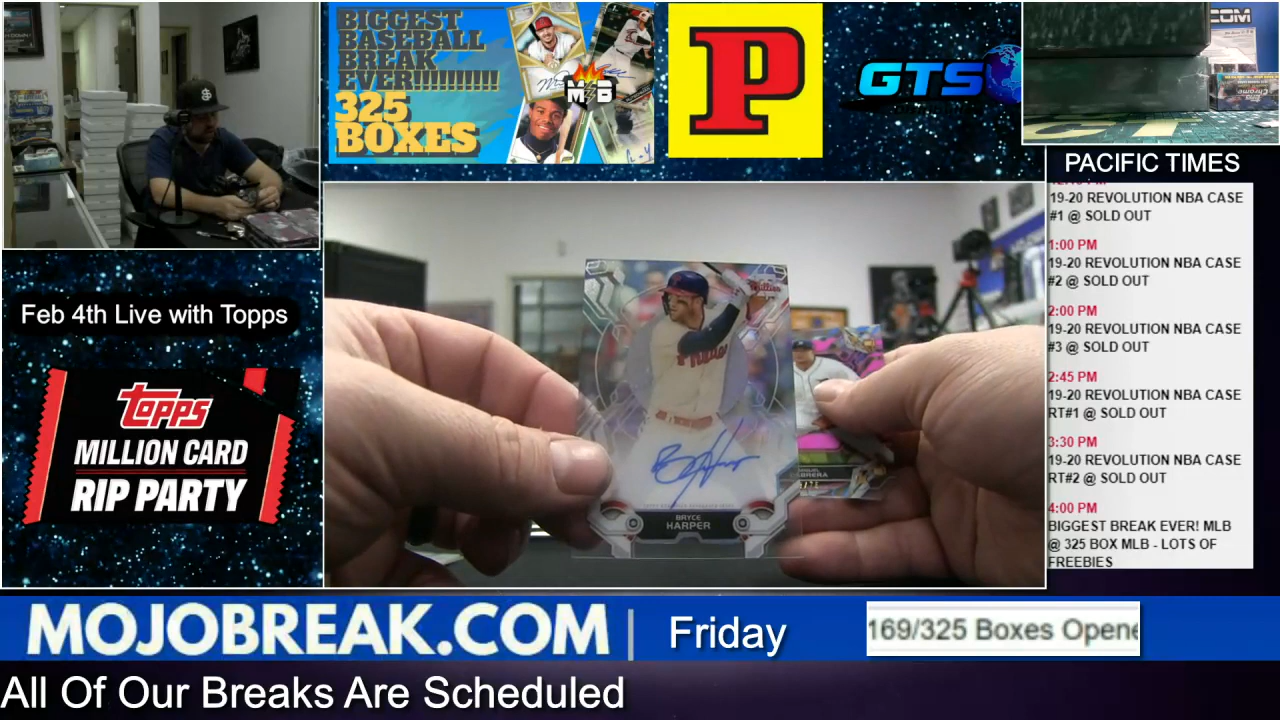 BIGGEST
BASEBALL
BREAK
EVER!!!!!!!!!!!
325
BOXES
MB
P
GTS
COM
Chrome
PACIFIC TIMES
19-20 REVOLUTION NBA CASE
#1 @ SOLD OUT
1:00 PM
19-20 REVOLUTION NBA CASE
#2 @ SOLD OUT
2:00 PM
19-20 REVOLUTION NBA CASE
#3 @ SOLD OUT
2:45 PM
19-20 REVOLUTION NBA CASE
RT#1 @ SOLD OUT
3:30 PM
19-20 REVOLUTION NBA CASE
RT#2 @ SOLD OUT
4:00 PM
BIGGEST BREAK EVER! MLB
@ 325 BOX MLB - LOTS OF
FREEBIES
Feb 4th Live with Topps
topps
MILLION CARD
RIP PARTY
Phillies
BRYCE
HARPER
MOJOBREAK.COM
Friday
169/325 Boxes Opene
All Of Our Breaks Are Scheduled